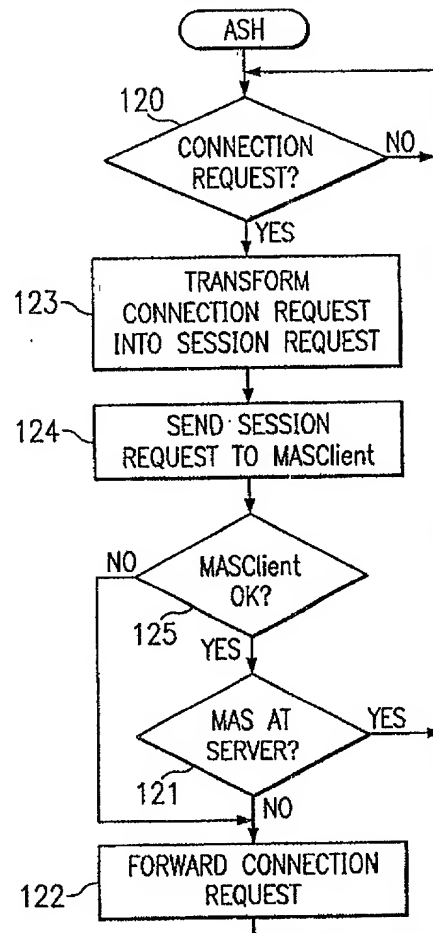 ASH
120
CONNECTION
REQUEST?
NO
YES
123
TRANSFORM
CONNECTION REQUEST
INTO SESSION REQUEST
124
SEND SESSION
REQUEST TO MASClient
NO
MASClient
OK?
125
YES
MAS AT
SERVER?
YES
121
NO
122
FORWARD CONNECTION
REQUEST